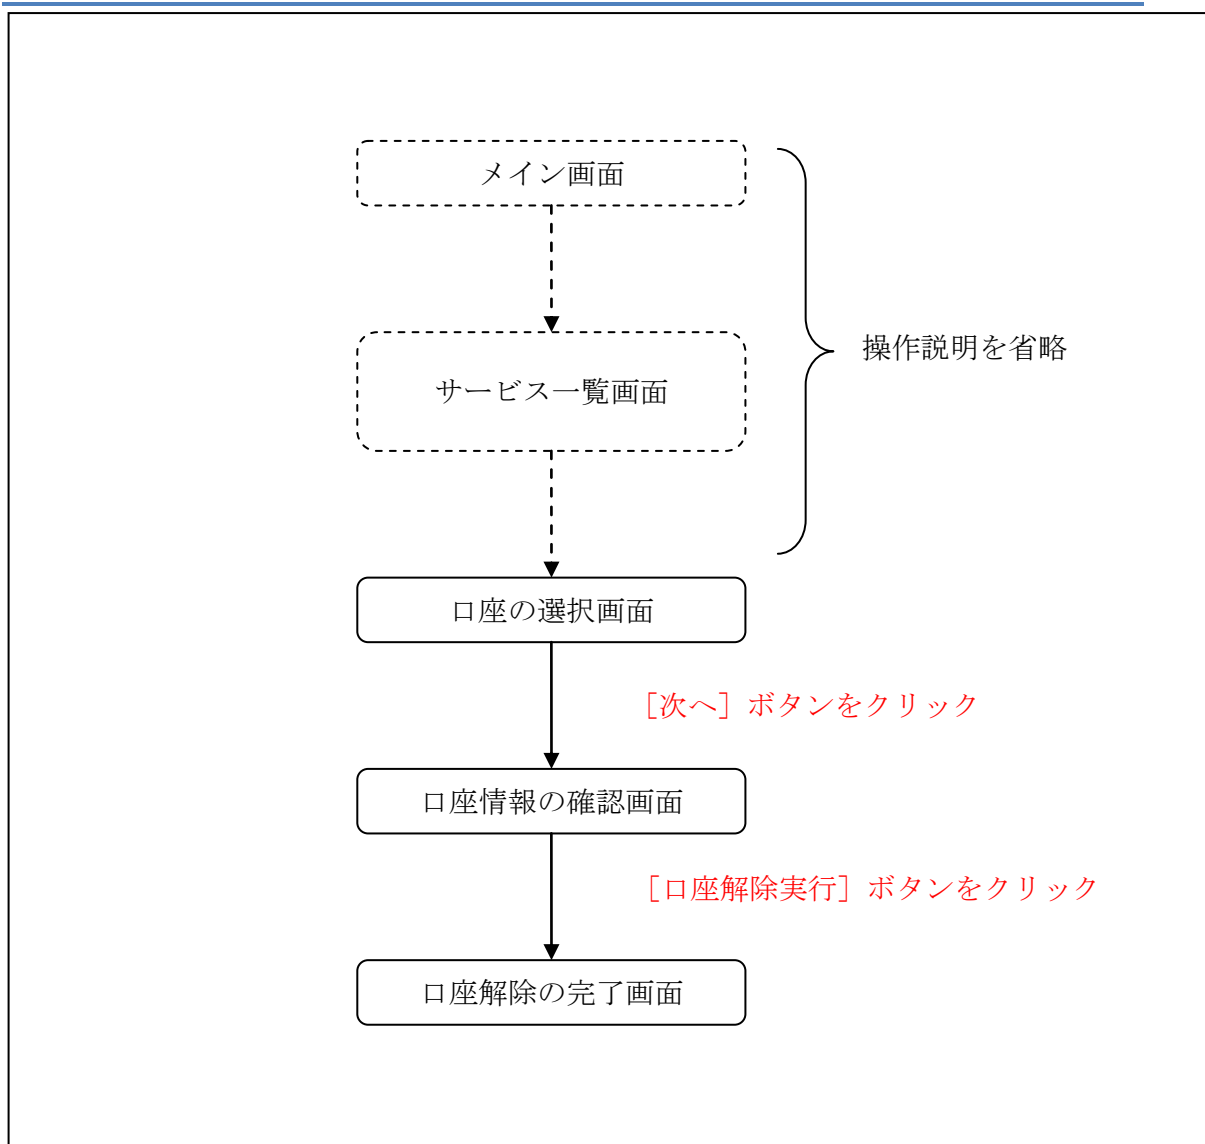 メイン画面
サービス一覧画面
操作説明を省略
口座の選択画面
［次へ］ボタンをクリック
口座情報の確認画面
［口座解除実行］ボタンをクリック
口座解除の完了画面